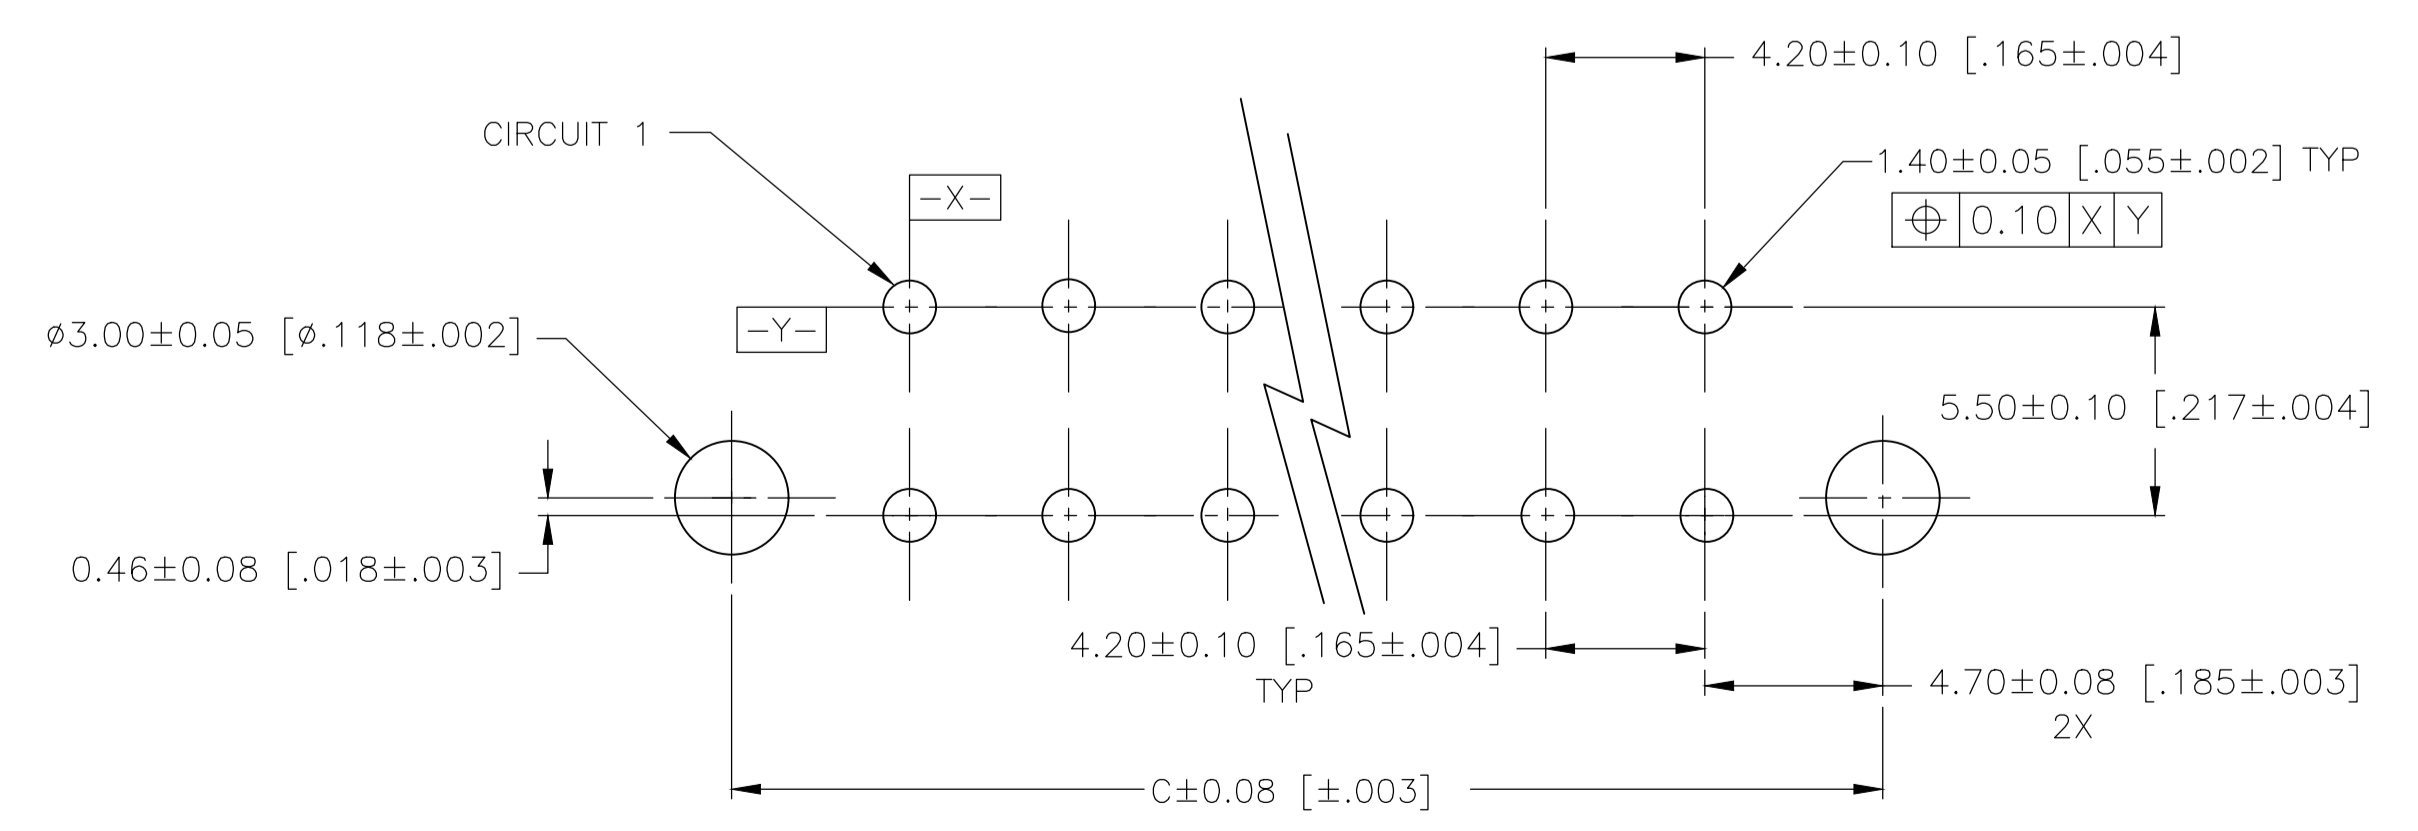 4.20±0.10 [.165±.004]
CIRCUIT 1
1.40±0.05 [.055±.002] TYP
-X-
⌖ 0.10 X Y
-Y-
ø3.00±0.05 [ø.118±.002]
5.50±0.10 [.217±.004]
0.46±0.08 [.018±.003]
4.20±0.10 [.165±.004]
TYP
4.70±0.08 [.185±.003]
2X
C±0.08 [±.003]